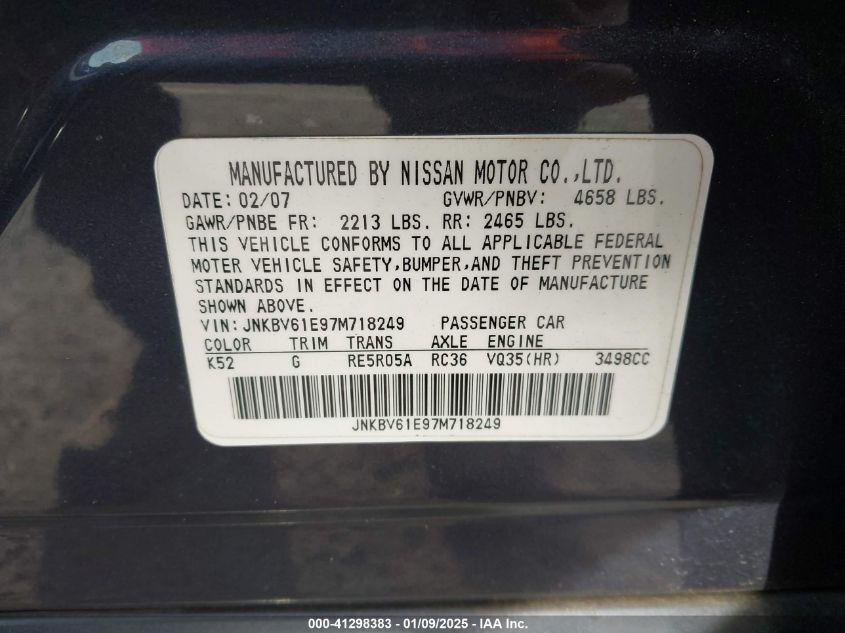 MANUFACTURED BY NISSAN MOTOR CO.,LTD.
DATE: 02/07 GVWR/PNBV: 4658 LBS.
GAWR/PNBE FR: 2213 LBS. RR: 2465 LBS.
THIS VEHICLE CONFORMS TO ALL APPLICABLE FEDERAL
MOTER VEHICLE SAFETY,BUMPER,AND THEFT PREVENTION
STANDARDS IN EFFECT ON THE DATE OF MANUFACTURE
SHOWN ABOVE.
VIN:JNKBV61E97M718249 PASSENGER CAR
COLOR TRIM TRANS AXLE ENGINE
K52 G RE5R05A RC36 VQ35(HR) 3498CC
JNKBV61E97M718249
000-41298383 - 01/09/2025 - IAA Inc.